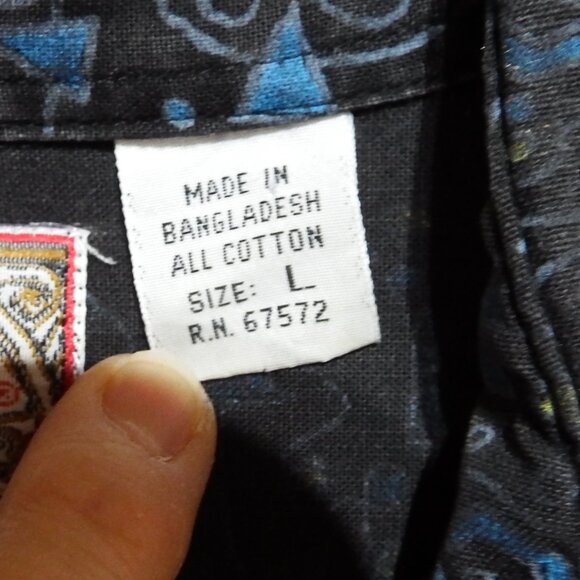 MADE IN
BANGLADESH
ALL COTTON
SIZE: L
R.N. 67572